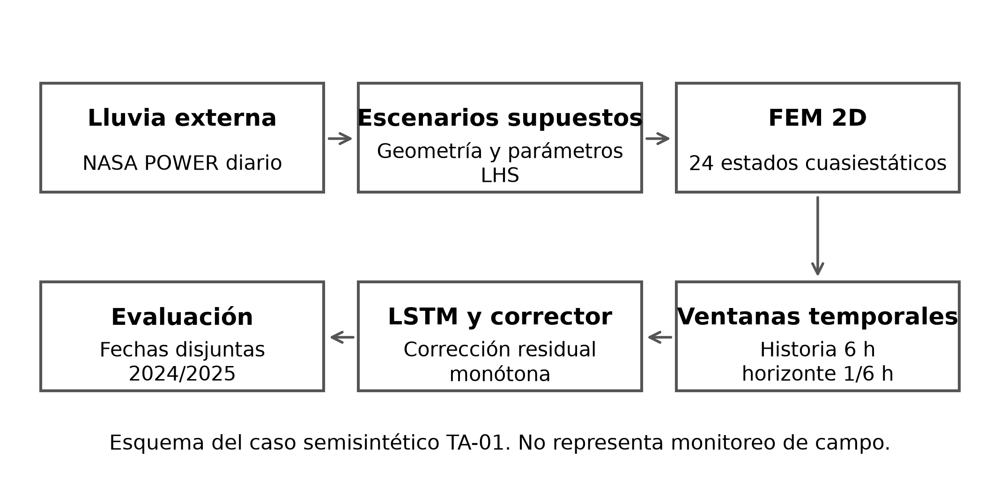 Lluvia externa
NASA POWER diario
Escenarios supuestos
Geometría y parámetros
LHS
FEM 2D
24 estados cuasiestáticos
Ventanas temporales
Historia 6 h
horizonte 1/6 h
LSTM y corrector
Corrección residual
monótona
Evaluación
Fechas disjuntas
2024/2025
Esquema del caso semisintético TA-01. No representa monitoreo de campo.